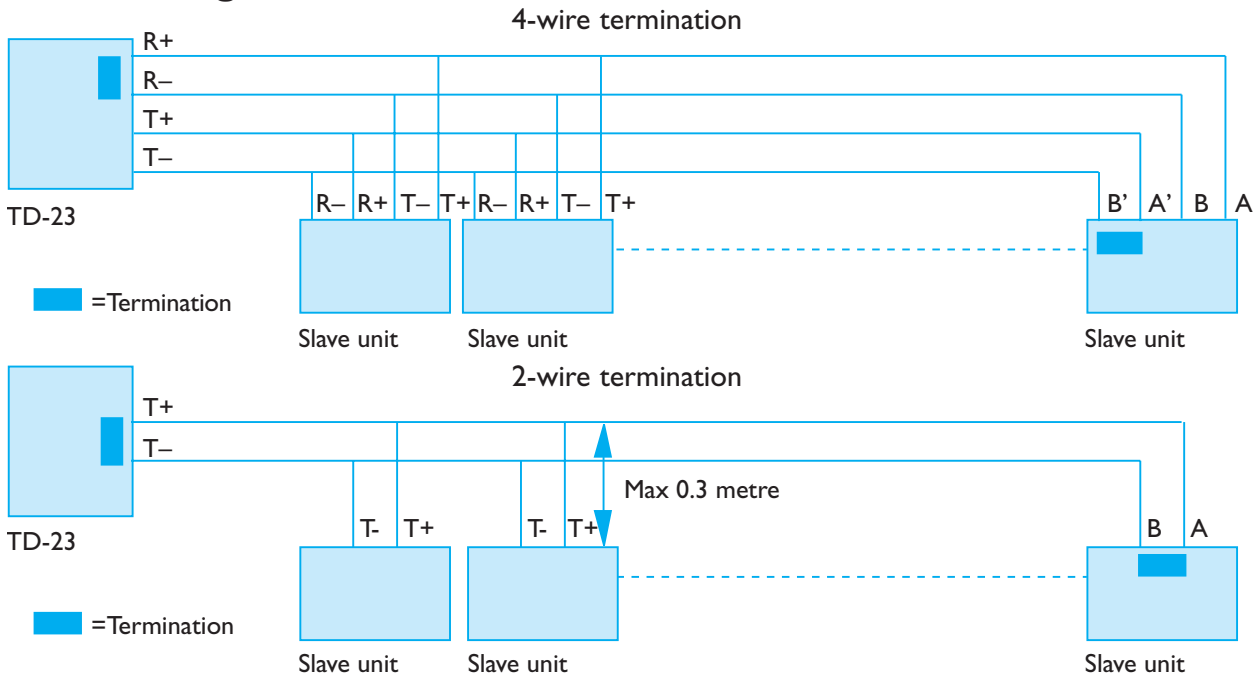 4-wire termination
R+
R–
T+
T–
R– R+ T– T+ R– R+ T– T+
B’ A’ B A
TD-23
=Termination
Slave unit
Slave unit
Slave unit
2-wire termination
T+
T–
Max 0.3 metre
T- T+
T- T+
B A
TD-23
=Termination
Slave unit
Slave unit
Slave unit